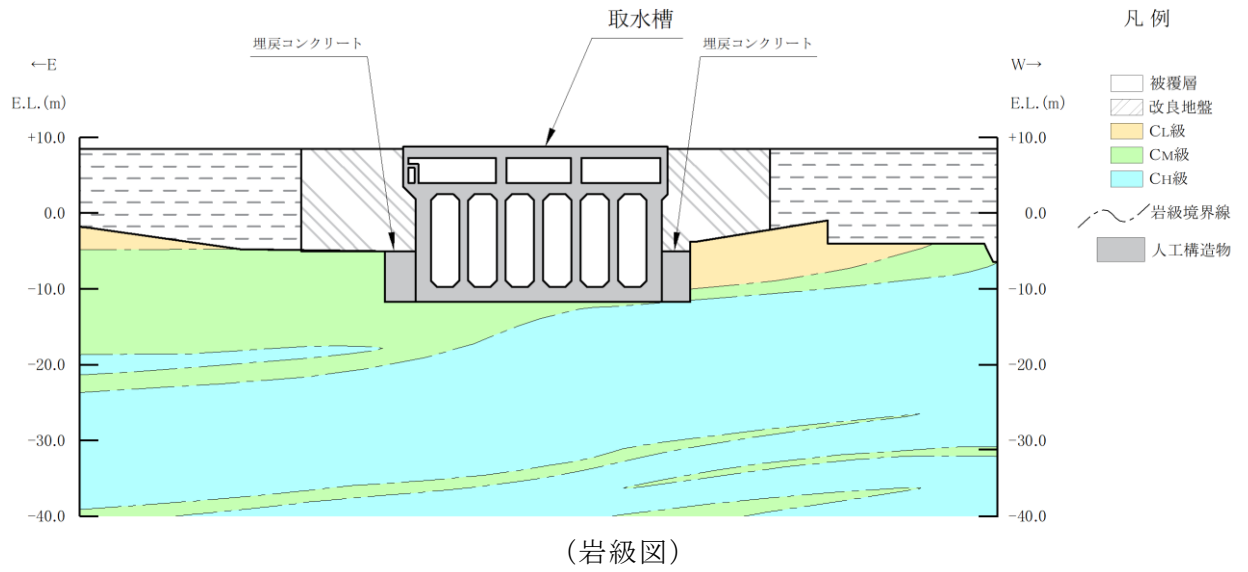 取水槽
凡 例
埋戻コンクリート
埋戻コンクリート
←E
W→
E.L.(m)
E.L.(m)
被覆層
改良地盤
CL級
CM級
CH級
岩級境界線
人工構造物
+10.0
+10.0
0.0
0.0
-10.0
-10.0
-20.0
-20.0
-30.0
-30.0
-40.0
-40.0
(岩級図)